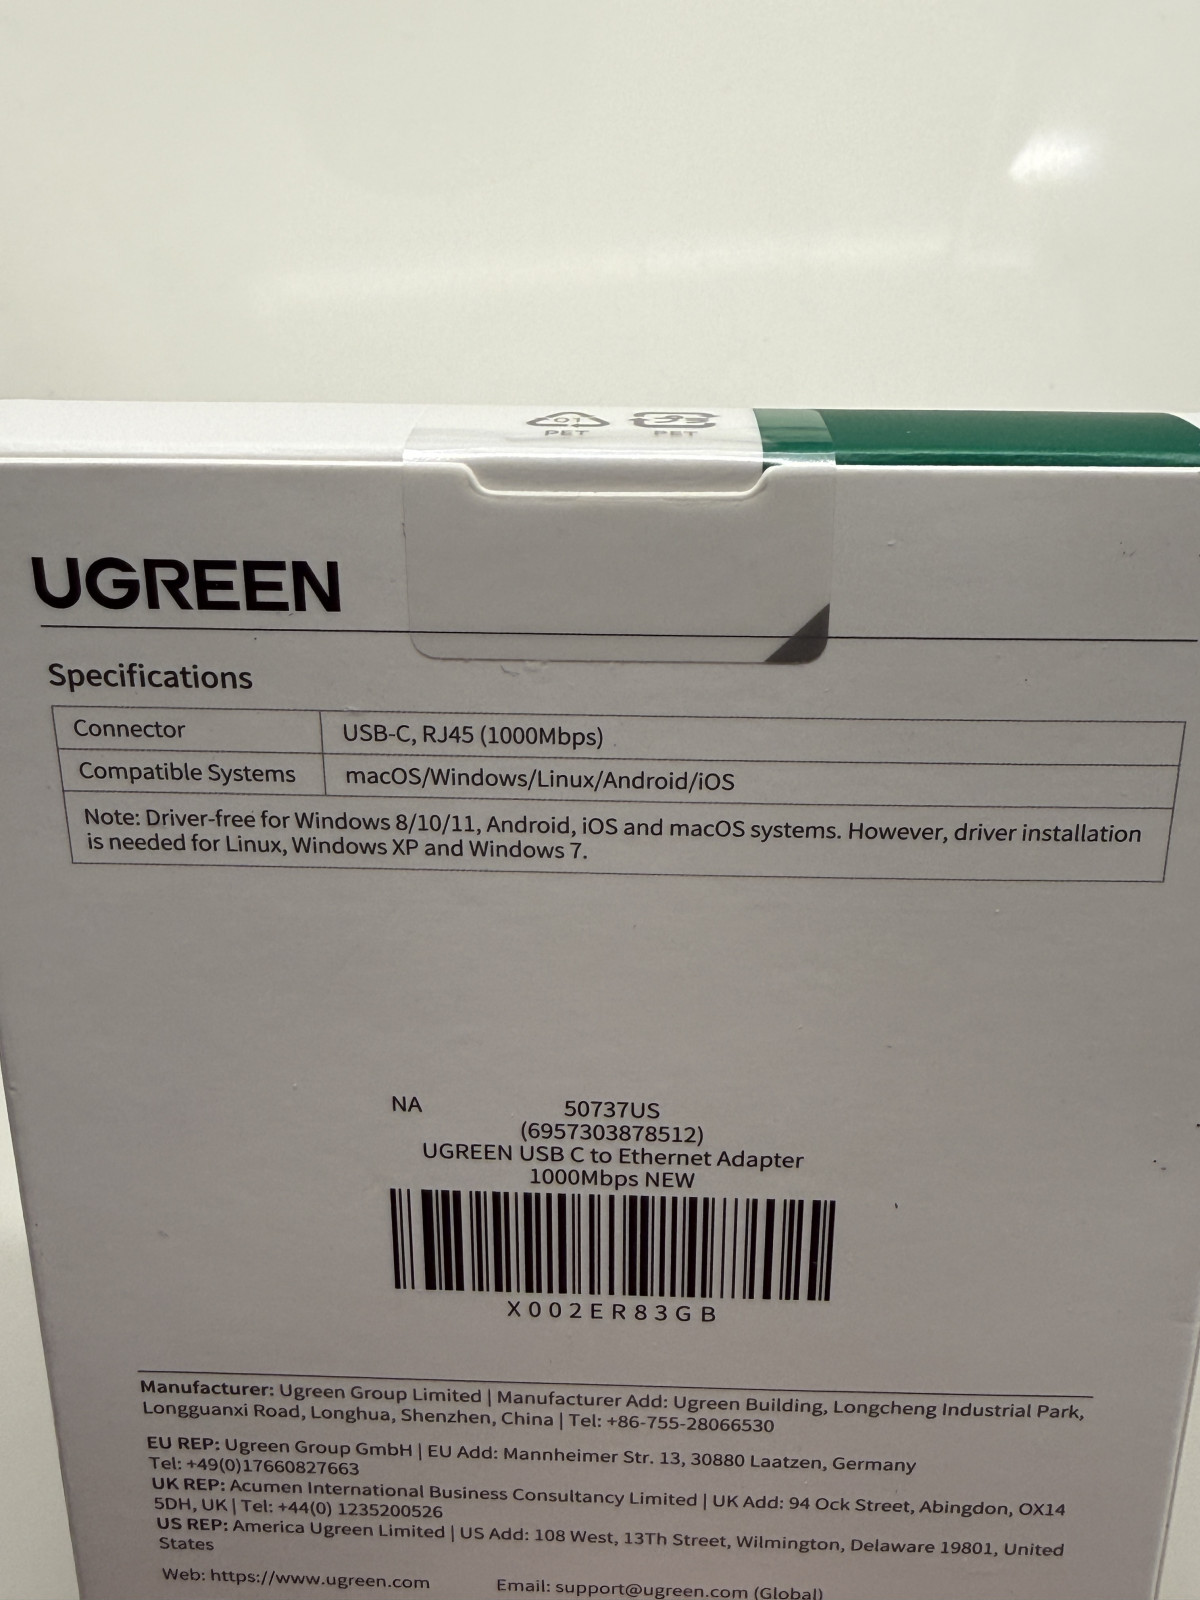 01
PET
PET
UGREEN
Specifications
Connector
USB-C, RJ45 (1000Mbps)
Compatible Systems
macOS/Windows/Linux/Android/iOS
Note: Driver-free for Windows 8/10/11, Android, iOS and macOS systems. However, driver installation
is needed for Linux, Windows XP and Windows 7.
NA
50737US
(6957303878512)
UGREEN USB C to Ethernet Adapter
1000Mbps NEW
X002ER83GB
Manufacturer: Ugreen Group Limited | Manufacturer Add: Ugreen Building, Longcheng Industrial Park,
Longguanxi Road, Longhua, Shenzhen, China | Tel: +86-755-28066530
EU REP: Ugreen Group GmbH | EU Add: Mannheimer Str. 13, 30880 Laatzen, Germany
Tel: +49(0)17660827663
UK REP: Acumen International Business Consultancy Limited | UK Add: 94 Ock Street, Abingdon, OX14
5DH, UK | Tel: +44(0) 1235200526
US REP: America Ugreen Limited | US Add: 108 West, 13Th Street, Wilmington, Delaware 19801, United
States
Web: https://www.ugreen.com
Email: support@ugreen.com (Global)